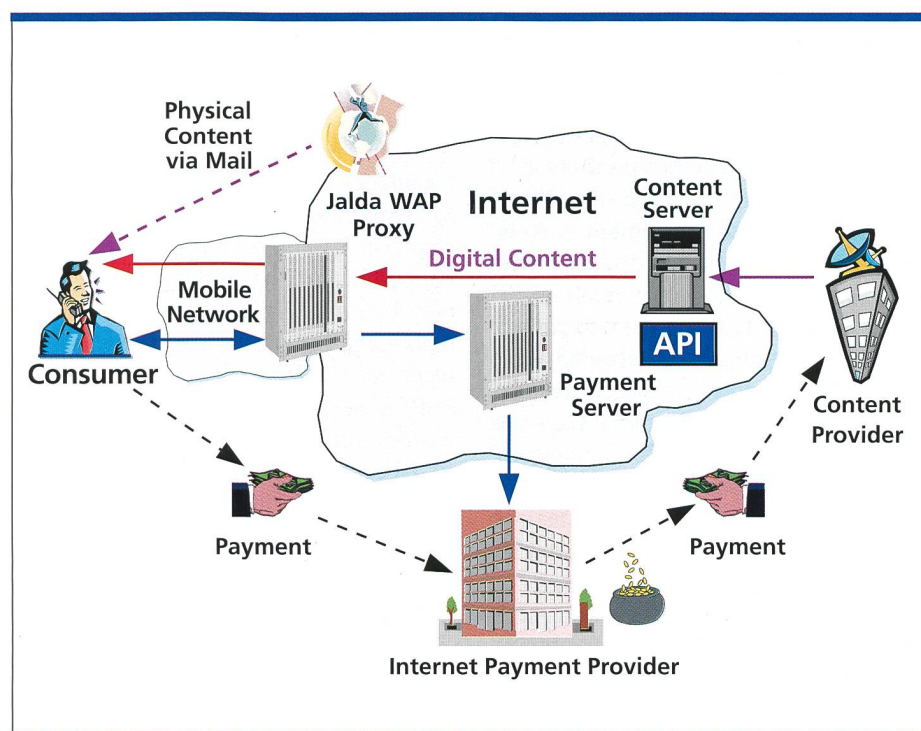 Physical
Content
via Mail
Jalda WAP
Proxy
Internet
Content
Server
Digital Content
Mobile
Network
API
Consumer
Payment
Server
Content
Provider
Payment
Payment
Internet Payment Provider